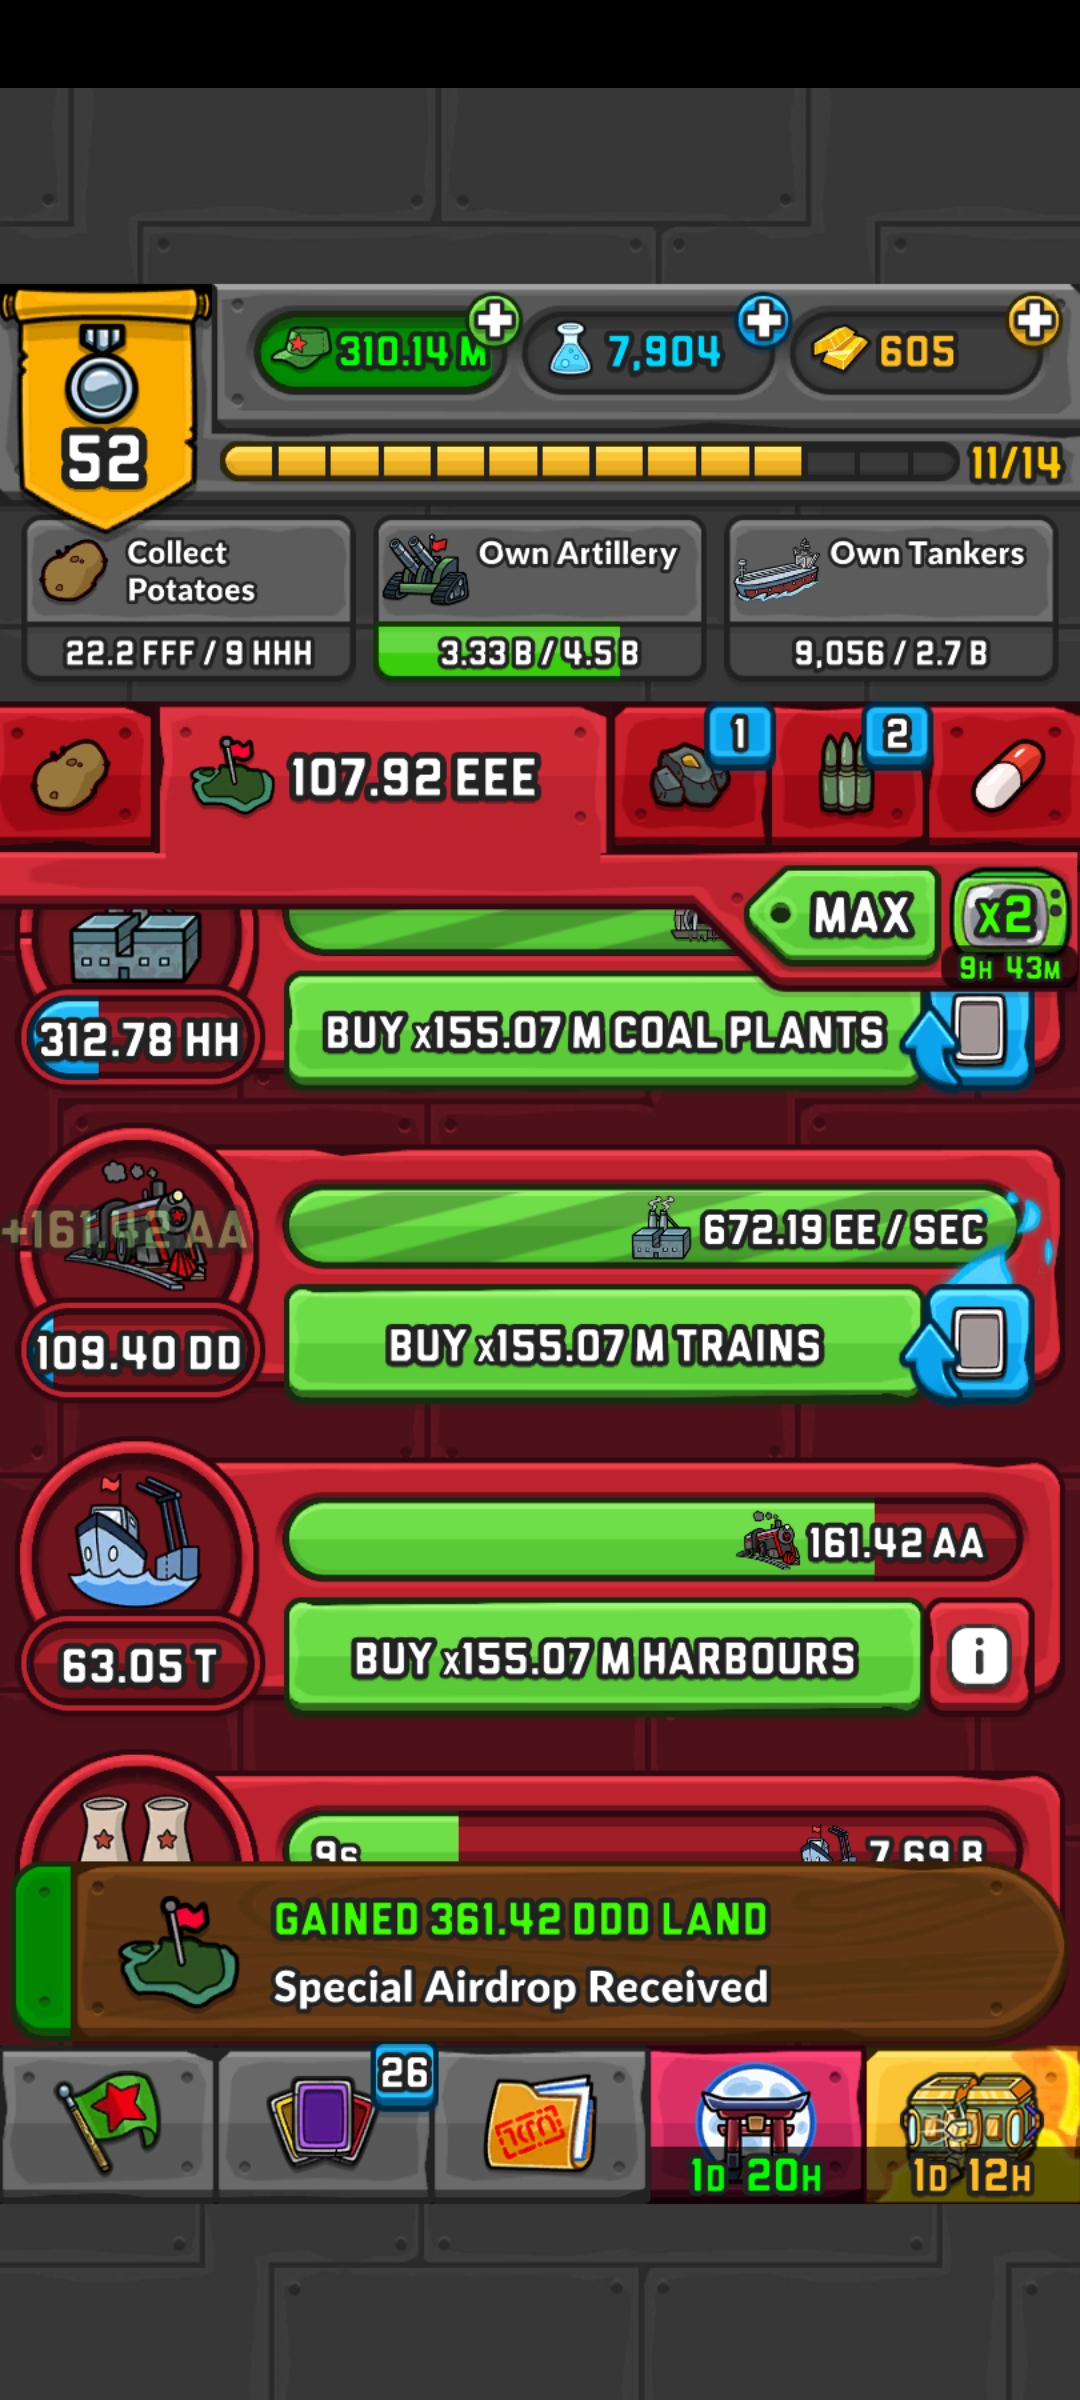 310.14 M
7,904
605
52
11/14
Collect
Potatoes
Own Artillery
Own Tankers
22.2 FFF / 9 HHH
3.33 B / 4.5 B
9,056 / 2.7 B
107.92 EEE
1
2
MAX
x2
9H 43M
312.78 HH
BUY x155.07 M COAL PLANTS
+161.42 AA
672.19 EE / SEC
109.40 DD
BUY x155.07 M TRAINS
161.42 AA
63.05 T
BUY x155.07 M HARBOURS
i
9s
7.69 B
GAINED 361.42 DDD LAND
Special Airdrop Received
26
1D 20H
1D 12H